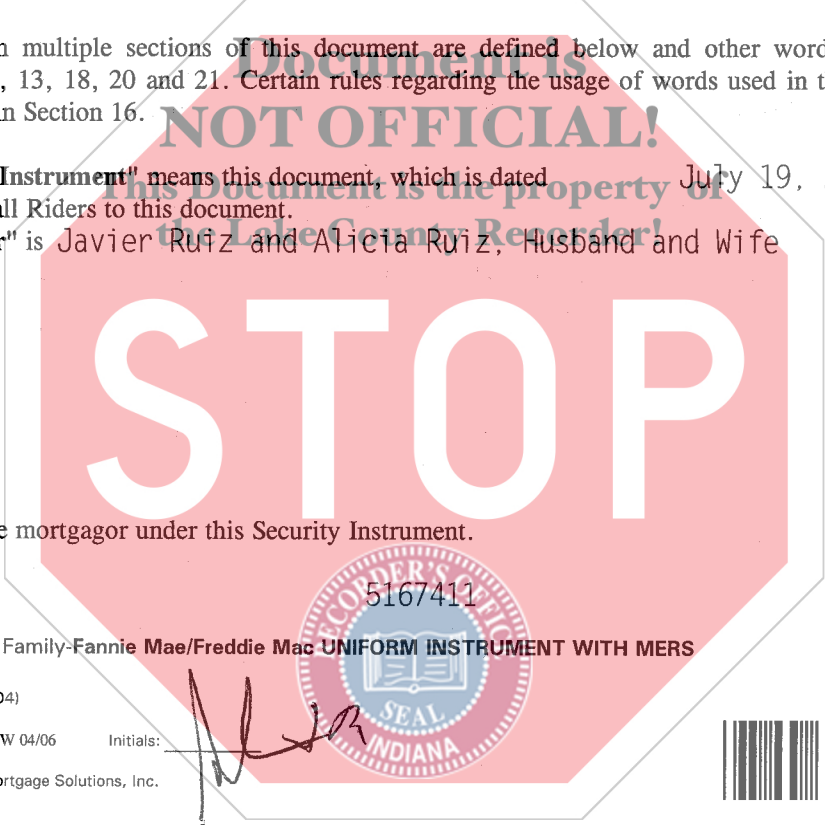 multiple sections of this document are defined below and other
Document is
, 13, 18, 20 and 21. Certain rules regarding the usage of words used in
in Section 16.
NOT OFFICIAL!
Instrument" means this document, which is dated July 19,
This Document is the property of
all Riders to this document.
the Lake County Recorder!
" is Javier Ruiz and Alicia Ruiz, Husband and Wife
STOP
mortgagor under this Security Instrument.
RECORDER'S OFFIC
5167411
Family-Fannie Mae/Freddie Mac UNIFORM INSTRUMENT WITH MERS
04)
SEAL
W 04/06 Initials:
INDIANA
ortgage Solutions, Inc.